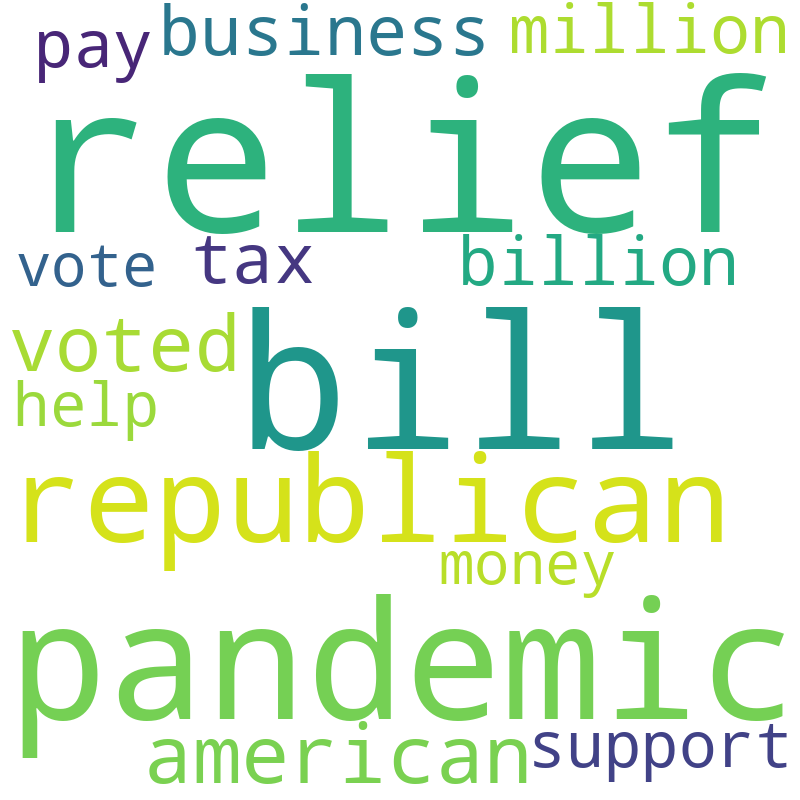 pay business million
relief
vote tax billion
voted
bill
help
republican
money
pandemic
american support